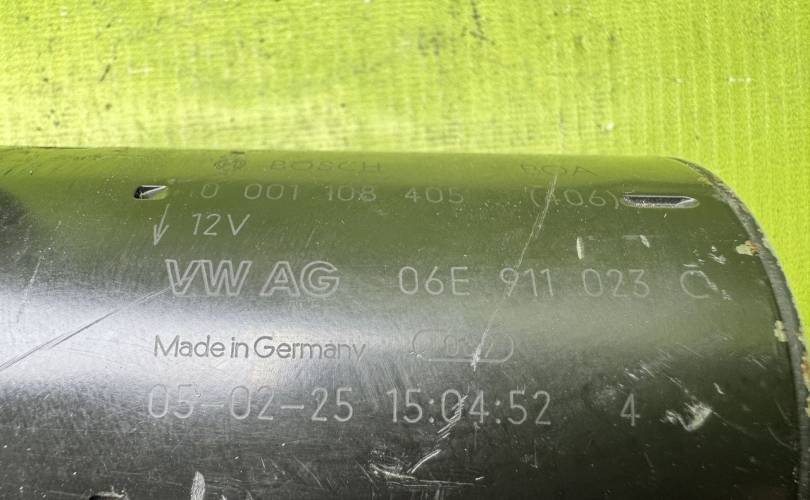 BOSCH
0 001 108 405 (406)
12V
VW AG 06E 911 023 C
Made in Germany
05-02-25 15:04:52 4